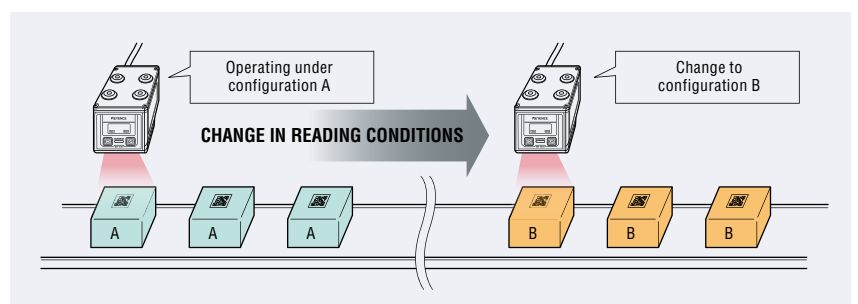 Operating under
configuration A
Change to
configuration B
CHANGE IN READING CONDITIONS
KEYENCE
KEYENCE
A
A
A
B
B
B